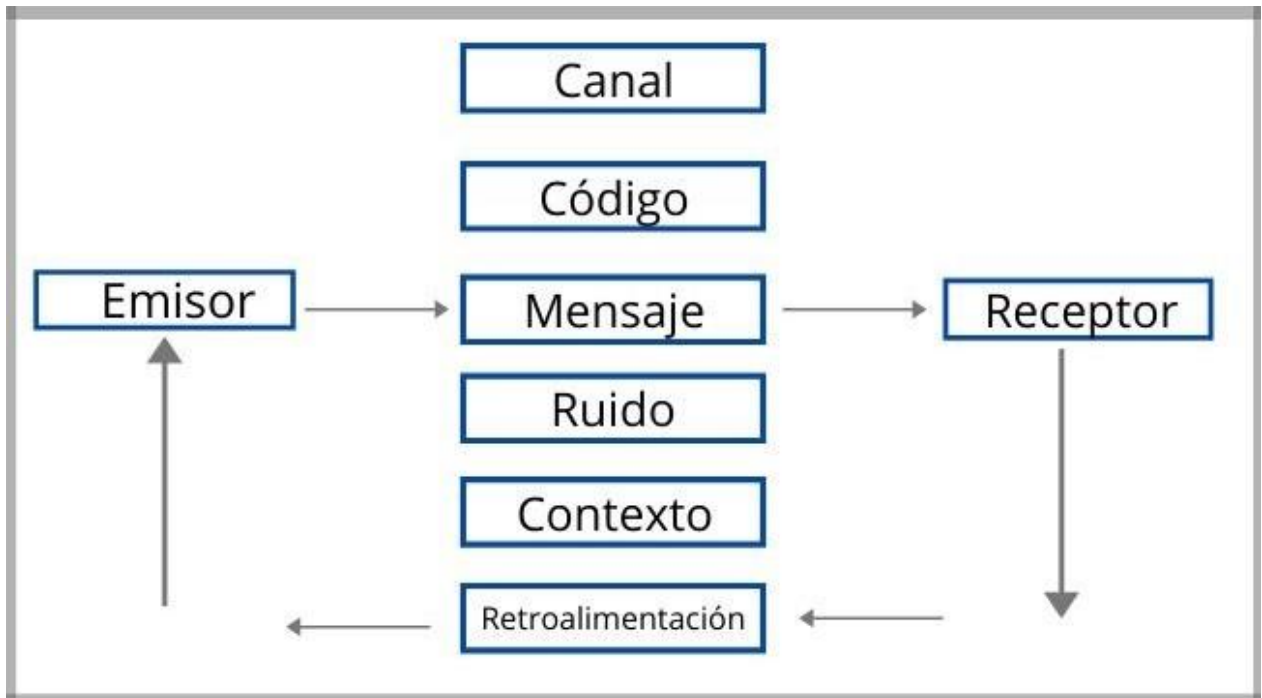 Canal
Código
Emisor
Mensaje
Receptor
Ruido
Contexto
Retroalimentación